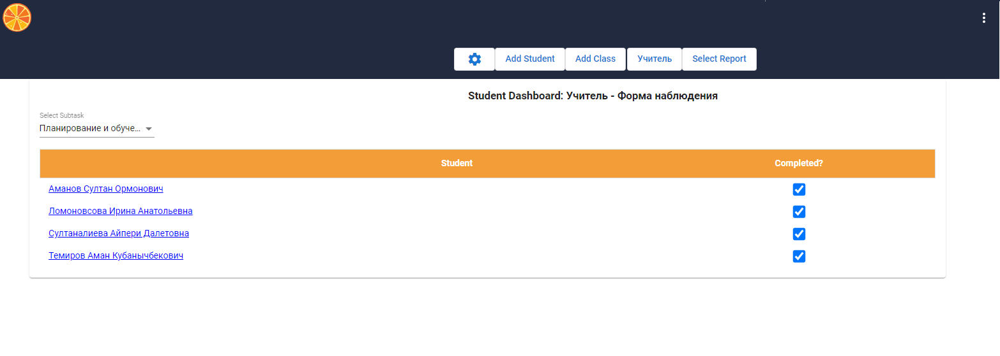 Add Student
Add Class
Учитель
Select Report
Student Dashboard: Учитель - Форма наблюдения
Select Subtask
Планирование и обуче...
Student Completed?
Аманов Султан Ормонович
Ломоновсова Ирина Анатольевна
Султаналиева Айпери Далетовна
Темиров Аман Кубанычбекович